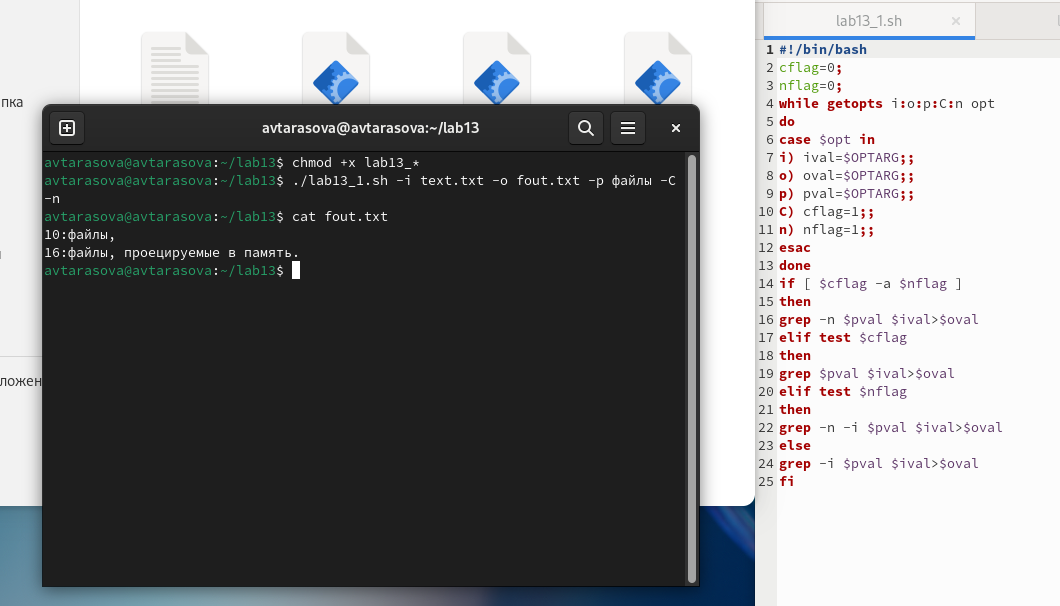 пка
ложен
avtarasova@avtarasova:~/lab13
avtarasova@avtarasova:~/lab13$ chmod +x lab13_*
avtarasova@avtarasova:~/lab13$ ./lab13_1.sh -i text.txt -o fout.txt -p файлы -C
-n
avtarasova@avtarasova:~/lab13$ cat fout.txt
10:файлы,
16:файлы, проецируемые в память.
avtarasova@avtarasova:~/lab13$
lab13_1.sh
1 #!/bin/bash
2 cflag=0;
3 nflag=0;
4 while getopts i:o:p:C:n opt
5 do
6 case $opt in
7 i) ival=$OPTARG;;
8 o) oval=$OPTARG;;
9 p) pval=$OPTARG;;
10 C) cflag=1;;
11 n) nflag=1;;
12 esac
13 done
14 if [ $cflag -a $nflag ]
15 then
16 grep -n $pval $ival>$oval
17 elif test $cflag
18 then
19 grep $pval $ival>$oval
20 elif test $nflag
21 then
22 grep -n -i $pval $ival>$oval
23 else
24 grep -i $pval $ival>$oval
25 fi